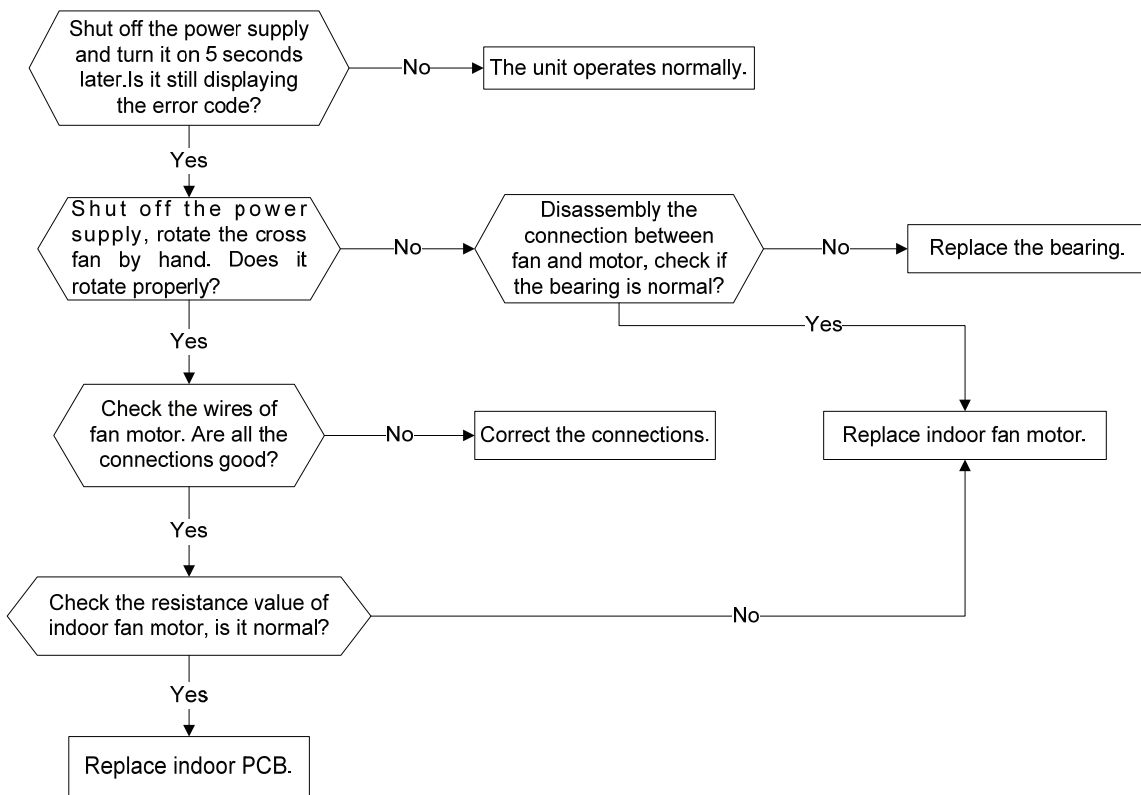 Shut off the power supply
and turn it on 5 seconds
later.Is it still displaying
the error code?
No
The unit operates normally.
Yes
Shut off the power
supply, rotate the cross
fan by hand. Does it
rotate properly?
No
Disassembly the
connection between
fan and motor, check if
the bearing is normal?
No
Replace the bearing.
Yes
Yes
Check the wires of
fan motor. Are all the
connections good?
No
Correct the connections.
Replace indoor fan motor.
Yes
Check the resistance value of
indoor fan motor, is it normal?
No
Yes
Replace indoor PCB.